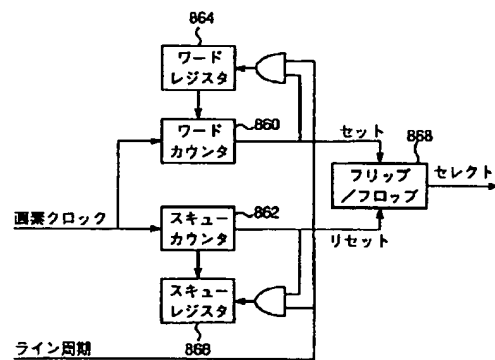 864
ワード
レジスタ
ワード
カウンタ
860
セット
868
フリップ
/フロップ
セレクト
画素クロック
スキュー
カウンタ
862
リセット
スキュー
レジスタ
866
ライン周期